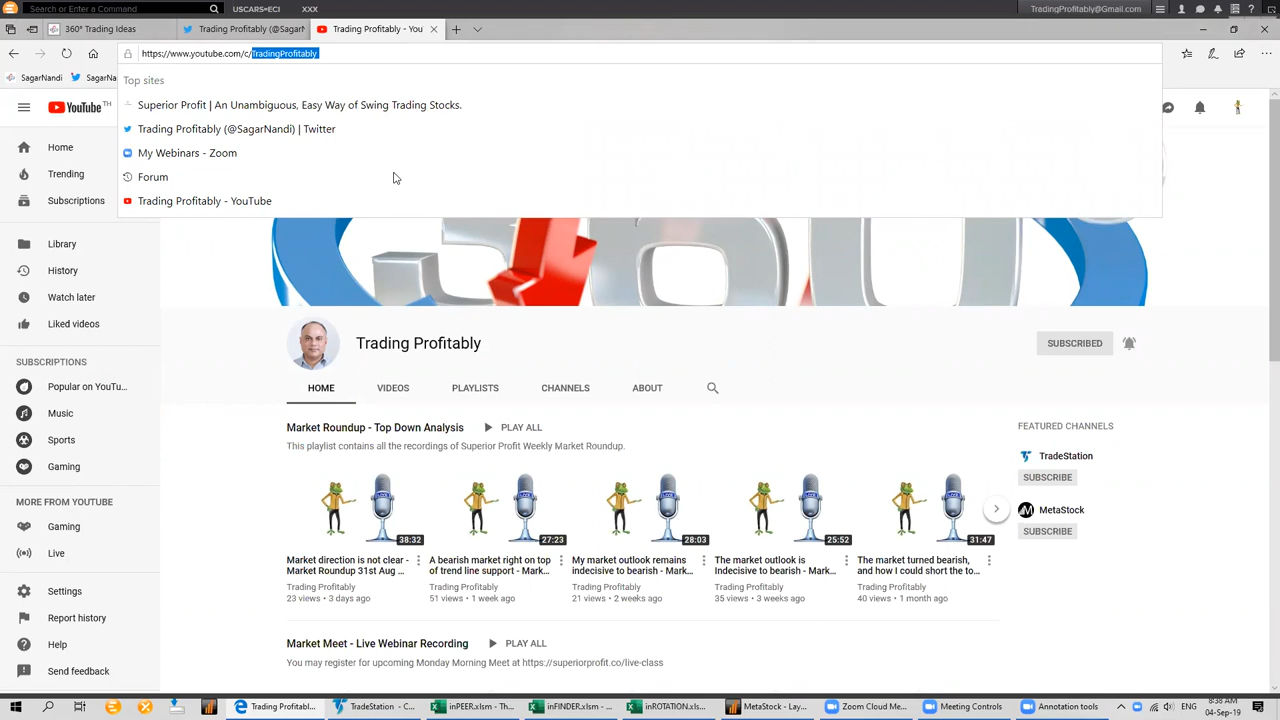 Search or Enter a Command
USCARS=ECI
XXX
TradingProfitably@Gmail.com
360° Trading Ideas
Trading Profitably (@SagarN
Trading Profitably - You
https://www.youtube.com/c/TradingProfitably
SagarNandi
SagarNa
Top sites
Superior Profit | An Unambiguous, Easy Way of Swing Trading Stocks.
Trading Profitably (@SagarNandi) | Twitter
My Webinars - Zoom
Forum
Trading Profitably - YouTube
YouTube TH
Home
Trending
Subscriptions
Library
History
Watch later
Liked videos
SUBSCRIPTIONS
Popular on YouTu...
Music
Sports
Gaming
MORE FROM YOUTUBE
Gaming
Live
Settings
Report history
Help
Send feedback
Trading Profitably
SUBSCRIBED
HOME
VIDEOS
PLAYLISTS
CHANNELS
ABOUT
Market Roundup - Top Down Analysis
PLAY ALL
This playlist contains all the recordings of Superior Profit Weekly Market Roundup.
38:32
27:23
28:03
25:52
31:47
Market direction is not clear -
Market Roundup 31st Aug ...
Trading Profitably
23 views • 3 days ago
A bearish market right on top
of trend line support - Mark...
Trading Profitably
51 views • 1 week ago
My market outlook remains
indecisive to bearish - Mark...
Trading Profitably
21 views • 2 weeks ago
The market outlook is
Indecisive to bearish - Mark...
Trading Profitably
35 views • 3 weeks ago
The market turned bearish,
and how I could short the to...
Trading Profitably
40 views • 1 month ago
FEATURED CHANNELS
TradeStation
SUBSCRIBE
MetaStock
SUBSCRIBE
Market Meet - Live Webinar Recording
PLAY ALL
You may register for upcoming Monday Morning Meet at https://superiorprofit.co/live-class
Trading Profitabl...
TradeStation - C...
inPEER.xlsm - ...
inFINDER.xlsm - ...
inROTATION.xls...
MetaStock - Lay...
Zoom Cloud Me...
Meeting Controls
Annotation tools
8:36 AM
04-Sep-19